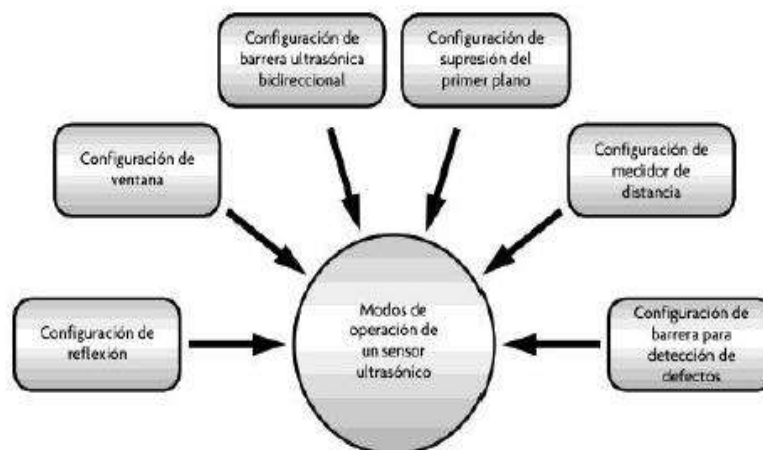 Configuración de
barrera ultrasónica
bidireccional
Configuración de
supresión del
primer plano
Configuración de
ventana
Configuración de
medidor de
distancia
Configuración de
reflexión
Modos de
operación de
un sensor
ultrasónico
Configuración de
barrera para
detección de
defectos